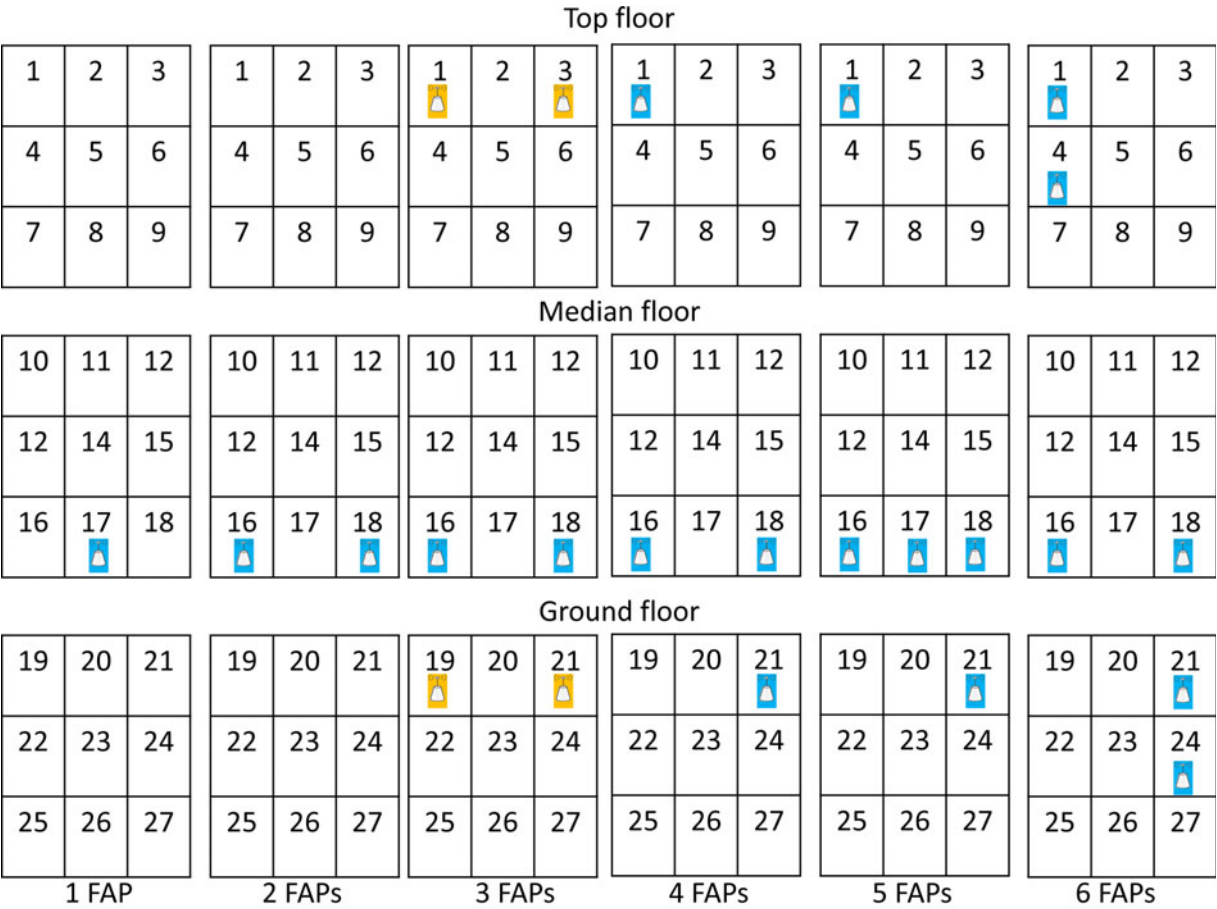 Top floor
1 2 3 1 2 3 1 2 3 1 2 3 1 2 3 1 2 3
4 5 6 4 5 6 4 5 6 4 5 6 4 5 6 4 5 6
7 8 9 7 8 9 7 8 9 7 8 9 7 8 9 7 8 9
Median floor
10 11 12 10 11 12 10 11 12 10 11 12 10 11 12 10 11 12
12 14 15 12 14 15 12 14 15 12 14 15 12 14 15 12 14 15
16 17 18 16 17 18 16 17 18 16 17 18 16 17 18 16 17 18
Ground floor
19 20 21 19 20 21 19 20 21 19 20 21 19 20 21 19 20 21
22 23 24 22 23 24 22 23 24 22 23 24 22 23 24 22 23 24
25 26 27 25 26 27 25 26 27 25 26 27 25 26 27 25 26 27
1 FAP 2 FAPs 3 FAPs 4 FAPs 5 FAPs 6 FAPs